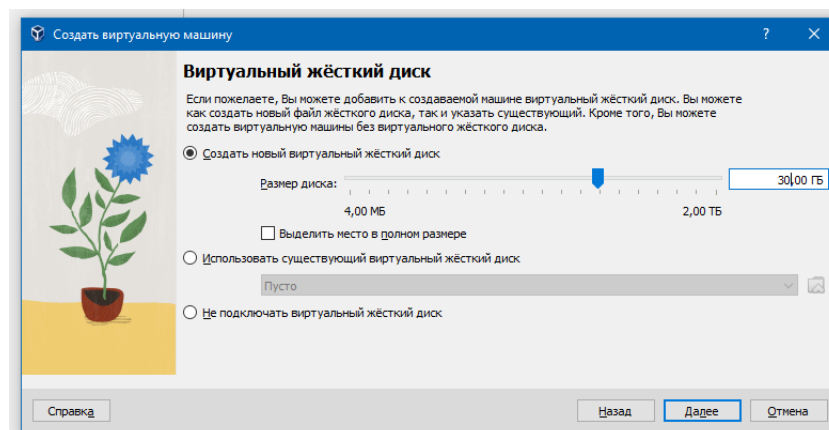 Создать виртуальную машину
?
Виртуальный жёсткий диск
Если пожелаете, Вы можете добавить к создаваемой машине виртуальный жёсткий диск. Вы можете
как создать новый файл жёсткого диска, так и указать существующий. Кроме того, Вы можете
создать виртуальную машины без виртуального жёсткого диска.
Создать новый виртуальный жёсткий диск
Размер диска:
30,00 ГБ
4,00 МБ
2,00 ТБ
Выделить место в полном размере
Использовать существующий виртуальный жёсткий диск
Пусто
Не подключать виртуальный жёсткий диск
Справка
Назад
Далее
Отмена